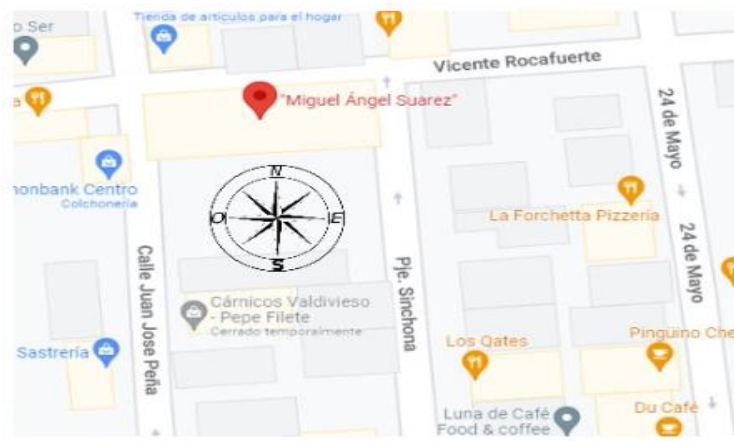 Tienda de artículos para el hogar
o Ser
Vicente Rocafuerte
"Miguel Ángel Suarez"
a
24 de Mayo
nonbank Centro
Colchonería
N
O
E
S
La Forchetta Pizzería
24 de Mayo
Calle Juan Jose Peña
Pje. Sinchona
Cárnicos Valdivieso
- Pepe Filete
Cerrado temporalmente
Sastrería
Los Qates
Pingüino Che
Luna de Café
Food & coffee
Du Café